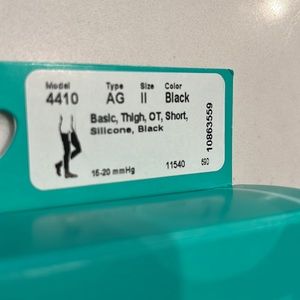 Model Type Size Color
4410 AG II Black
Basic, Thigh, OT, Short,
Silicone, Black
15-20 mmHg
11540 590
10863559